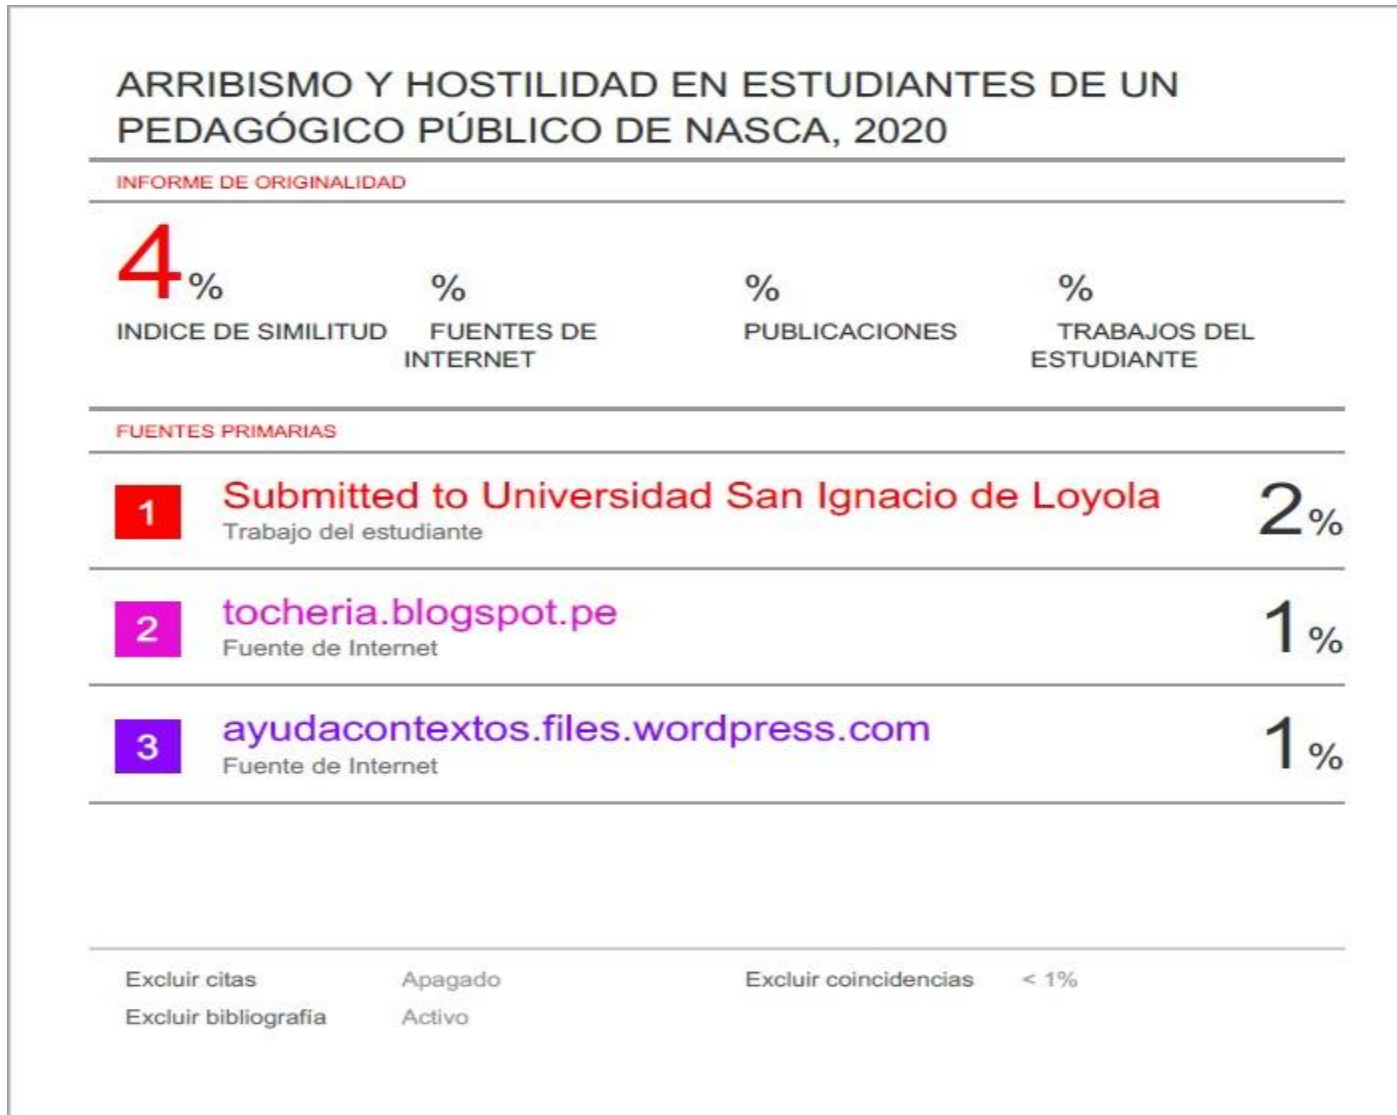 ARRIBISMO Y HOSTILIDAD EN ESTUDIANTES DE UN
PEDAGÓGICO PÚBLICO DE NASCA, 2020
INFORME DE ORIGINALIDAD
4%
%
%
%
INDICE DE SIMILITUD
FUENTES DE
INTERNET
PUBLICACIONES
TRABAJOS DEL
ESTUDIANTE
FUENTES PRIMARIAS
1
Submitted to Universidad San Ignacio de Loyola
Trabajo del estudiante
2%
2
tocheria.blogspot.pe
Fuente de Internet
1%
3
ayudacontextos.files.wordpress.com
Fuente de Internet
1%
Excluir citas
Apagado
Excluir coincidencias
< 1%
Excluir bibliografía
Activo